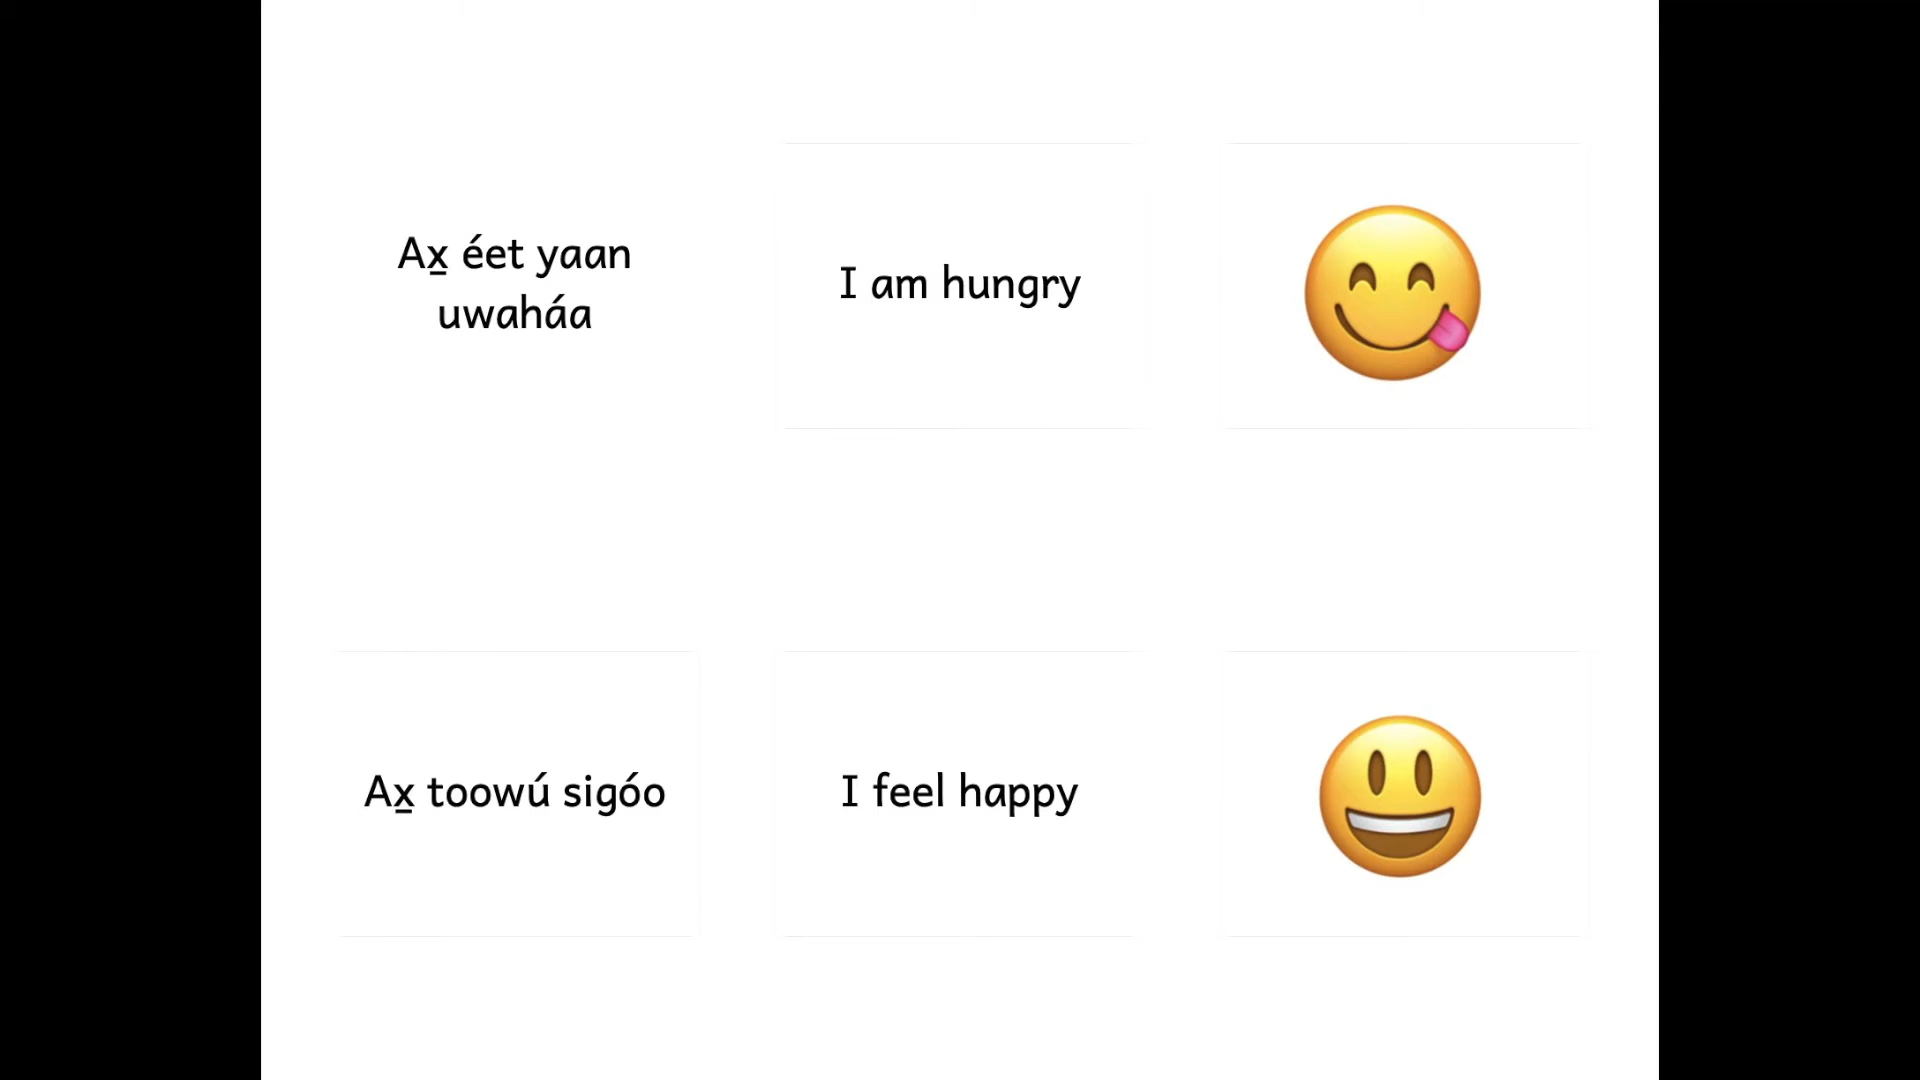 Ax̱ éet yaan
uwaháa
I am hungry
Ax̱ toowú sigóo
I feel happy